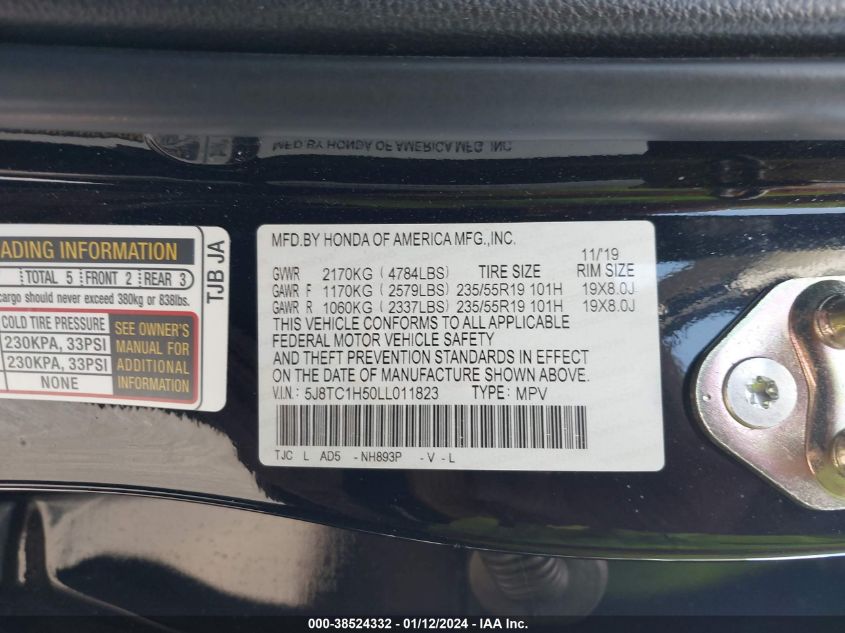 MFD.BY HONDA OF AMERICA MFG., INC.
ADING INFORMATION
TOTAL 5 FRONT 2 REAR 3
cargo should never exceed 380kg or 838lbs.
COLD TIRE PRESSURE
230KPA, 33PSI
230KPA, 33PSI
NONE
SEE OWNER'S
MANUAL FOR
ADDITIONAL
INFORMATION
TJB JA
MFD.BY HONDA OF AMERICA MFG.,INC.
11/'19
GVWR 2170KG (4784LBS) TIRE SIZE RIM SIZE
GAWR F 1170KG (2579LBS) 235/55R19 101H 19X8.0J
GAWR R 1060KG (2337LBS) 235/55R19 101H 19X8.0J
THIS VEHICLE CONFORMS TO ALL APPLICABLE
FEDERAL MOTOR VEHICLE SAFETY
AND THEFT PREVENTION STANDARDS IN EFFECT
ON THE DATE OF MANUFACTURE SHOWN ABOVE.
V.I.N.: 5J8TC1H50LL011823 TYPE: MPV
TJC L AD5 -NH893P -V-L
000-38524332 - 01/12/2024 - IAA Inc.